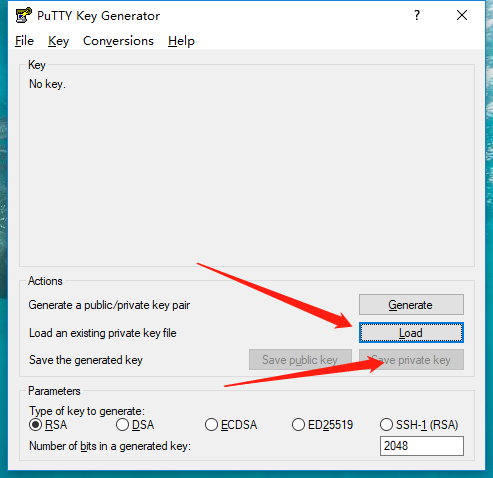 PuTTY Key Generator ?
File Key Conversions Help
Key
No key.
Actions
Generate a public/private key pair Generate
Load an existing private key file Load
Save the generated key Save public key Save private key
Parameters
Type of key to generate:
RSA DSA ECDSA ED25519 SSH-1 (RSA)
Number of bits in a generated key: 2048